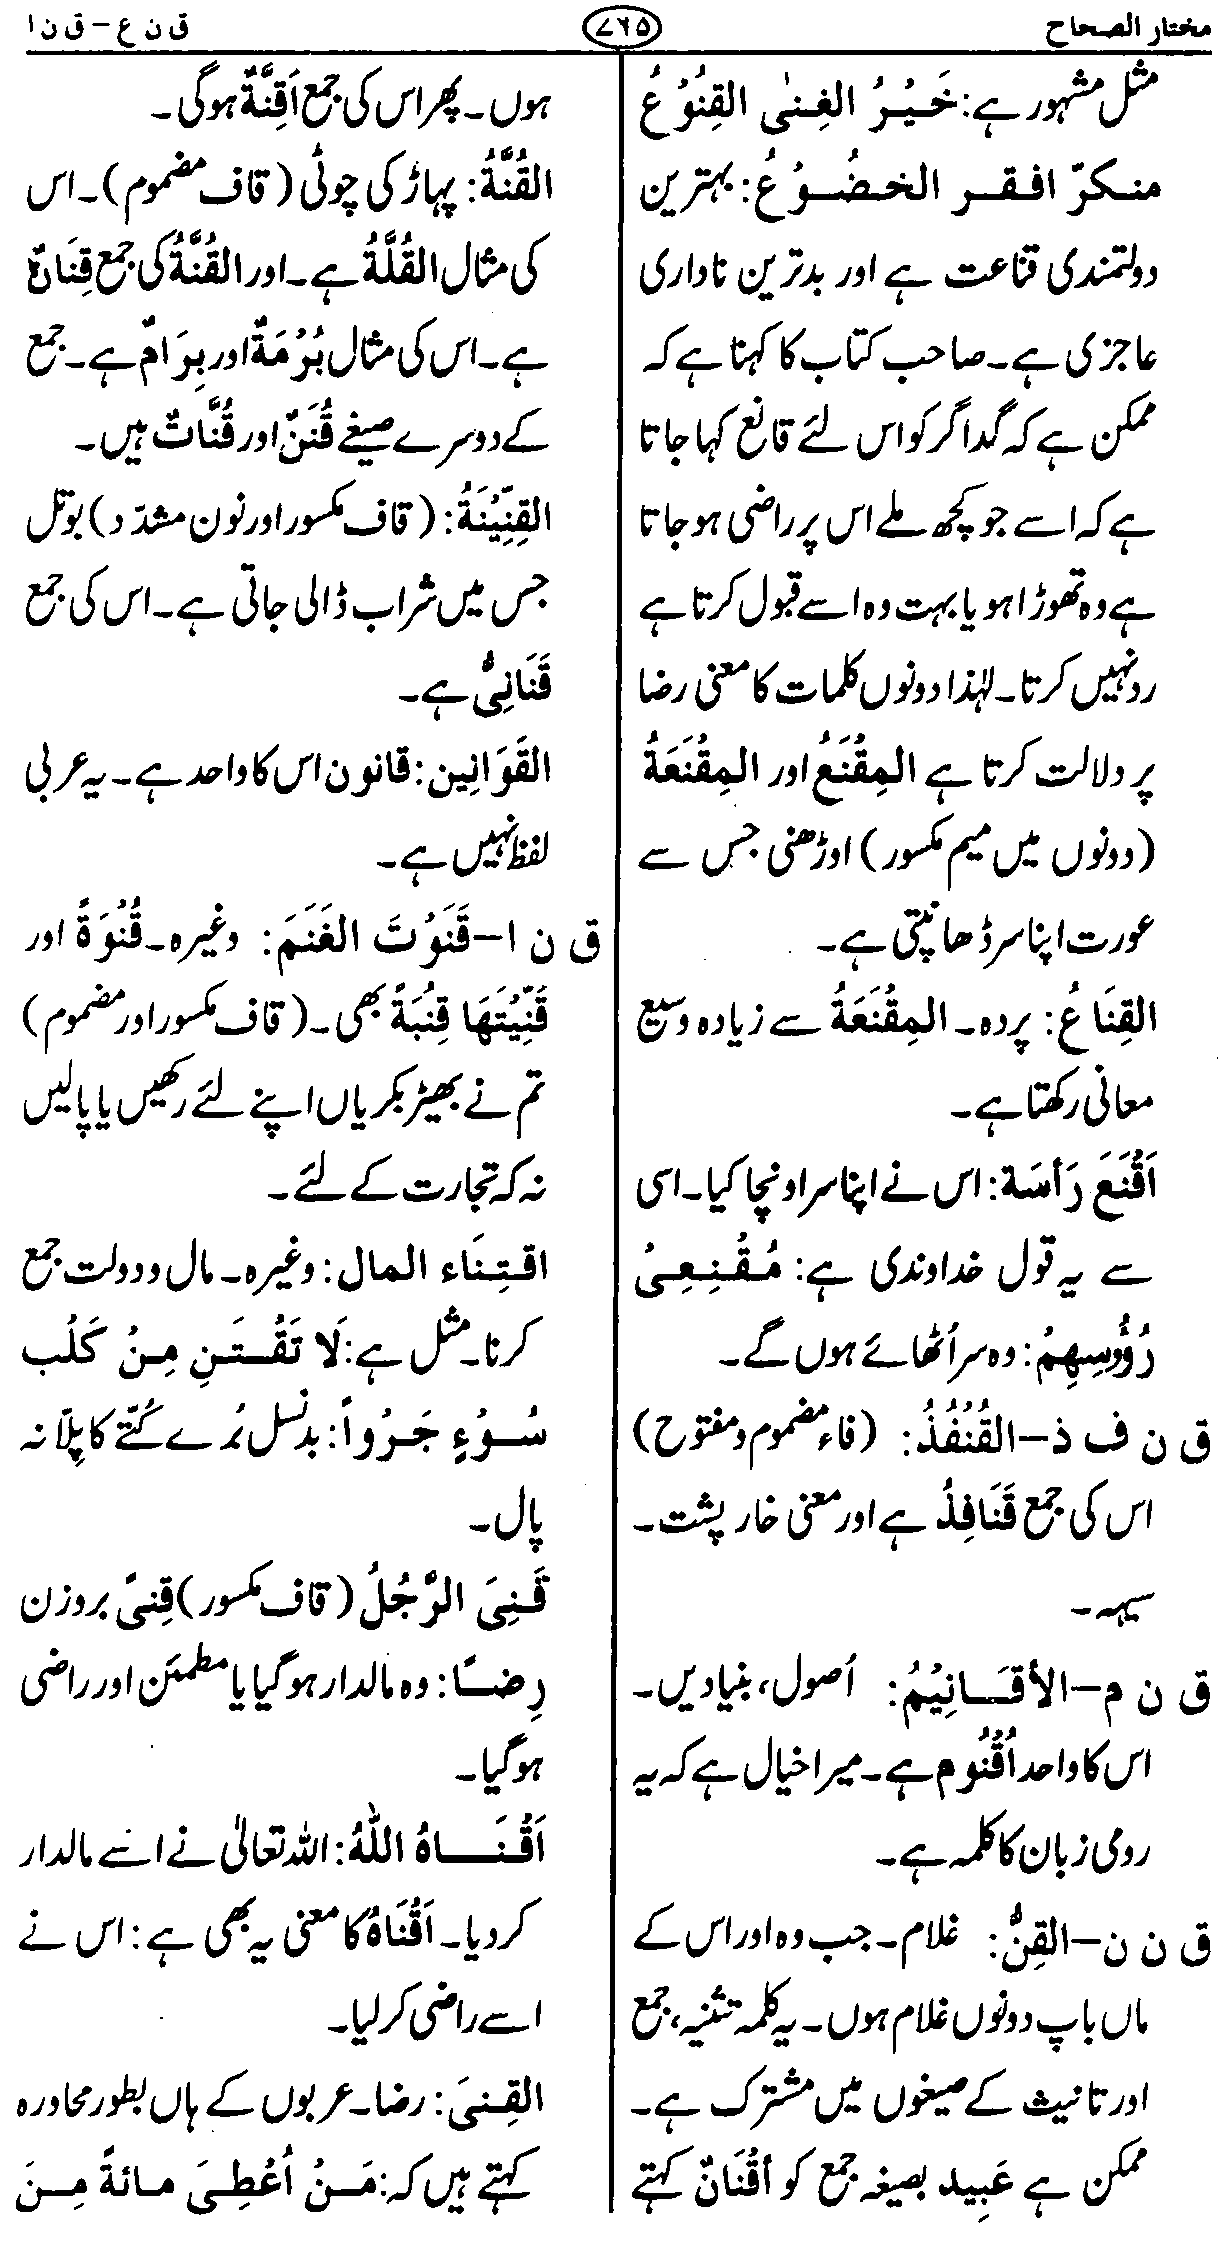 مختار الصحاح
۷۶۵
ق ن ع – ق ن ا
مثل مشہور ہے: خَیْرُ الغِنٰی القِنُوْعُ
منکرّ افقر الخضُوْعُ: بہترین
دولتمندی قناعت ہے اور بدترین ناداری
عاجزی ہے۔ صاحب کتاب کا کہنا ہے کہ
ممکن ہے کہ گداگر کو اس لئے قانع کہا جاتا
ہے کہ اسے جو کچھ ملے اس پر راضی ہو جاتا
ہے وہ تھوڑا ہو یا بہت وہ اسے قبول کرتا ہے
رد نہیں کرتا۔ لہٰذا دونوں کلمات کا معنی رضا
پر دلالت کرتا ہے المِقْنَعُ اور المِقْنَعَةُ
(دونوں میں میم مکسور) اوڑھنی جس سے
عورت اپنا سر ڈھانپتی ہے۔
القِنَاعُ: پردہ۔ المِقْنَعَةُ سے زیادہ وسیع
معانی رکھتا ہے۔
اَقْنَعَ رَأسَة: اس نے اپنا سر اونچا کیا۔ اسی
سے یہ قول خداوندی ہے: مُقْنِعِیْ
رُؤُوسِهِمْ: وہ سر اُٹھائے ہوں گے۔
ق ن ف ذ – القُنْفُذُ: (فاء مضموم و مفتوح)
اس کی جمع قَنَافِذُ ہے اور معنی خار پشت۔
سیہہ۔
ق ن م – الأقَانِیْمُ: اُصول، بنیادیں۔
اس کا واحد اُقْنُوم ہے۔ میرا خیال ہے کہ یہ
رومی زبان کا کلمہ ہے۔
ق ن ن – القِنُّ: غلام۔ جب وہ اور اس کے
ماں باپ دونوں غلام ہوں۔ یہ کلمہ تثنیہ، جمع
اور تانیث کے صیغوں میں مشترک ہے۔
ممکن ہے عَبِید بصیغہ جمع کو أقْنَانٌ کہتے
ہوں۔ پھر اس کی جمع اَقِنَّةٌ ہوگی۔
القُنَّةُ: پہاڑ کی چوٹی (قاف مضموم)۔ اس
کی مثال القُلَّةُ ہے۔ اور القُنَّةُ کی جمع قِنَانٌ
ہے۔ اس کی مثال بُرْمَةٌ اور بِرَامٌ ہے۔ جمع
کے دوسرے صیغے قُنَنٌ اور قُنَّاتٌ ہیں۔
القِنِّیْنَةُ: (قاف مکسور اور نون مشدّد) بوتل
جس میں شراب ڈالی جاتی ہے۔ اس کی جمع
قَنَانِیُّ ہے۔
القَوَانِین: قانون اس کا واحد ہے۔ یہ عربی
لفظ نہیں ہے۔
ق ن ا – قَنَوْتَ الغَنَمَ: وغیرہ۔ قُنْوَةً اور
قَنَّیْتَهَا قِنْبَةً بھی۔ (قاف مکسور اور مضموم)
تم نے بھیڑ بکریاں اپنے لئے رکھیں یا پالیں
نہ کہ تجارت کے لئے۔
اقتِنَاء المال: وغیرہ۔ مال و دولت جمع
کرنا۔ مثل ہے: لَا تَقْتَنِ مِنْ کَلْب
سُوْءٍ جَرْواً: بدنسل بُرے کُتّے کا پِلّا نہ
پال۔
قَنِیَ الرَّجُلُ (قاف مکسور) قِنیً بروزن
رِضًا: وہ مالدار ہو گیا یا مطمئن اور راضی
ہو گیا۔
اَقْنَاهُ اللّٰهُ: اللہ تعالیٰ نے اسے مالدار
کر دیا۔ اَقْنَاهُ کا معنی یہ بھی ہے: اس نے
اسے راضی کر لیا۔
القِنیَ: رضا۔ عربوں کے ہاں بطور محاورہ
کہتے ہیں کہ: مَنْ اُعْطِیَ مائةً مِنَ